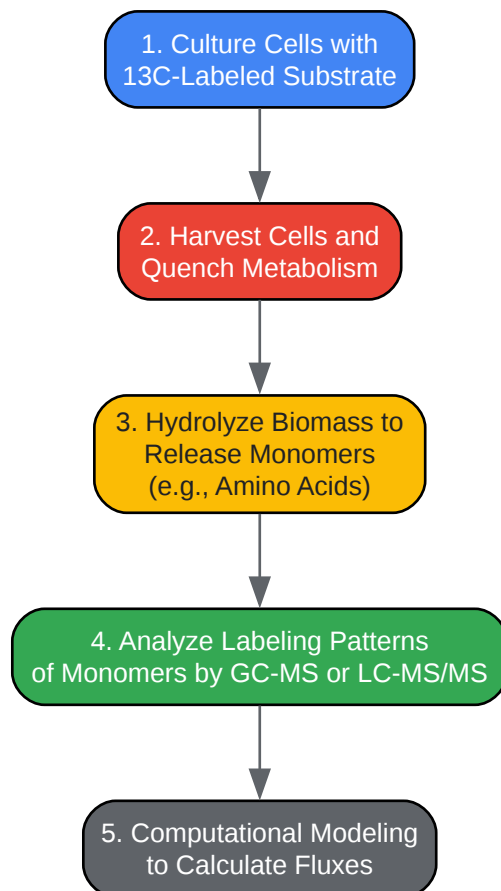 1. Culture Cells with
13C-Labeled Substrate
2. Harvest Cells and
Quench Metabolism
3. Hydrolyze Biomass to
Release Monomers
(e.g., Amino Acids)
4. Analyze Labeling Patterns
of Monomers by GC-MS or LC-MS/MS
5. Computational Modeling
to Calculate Fluxes